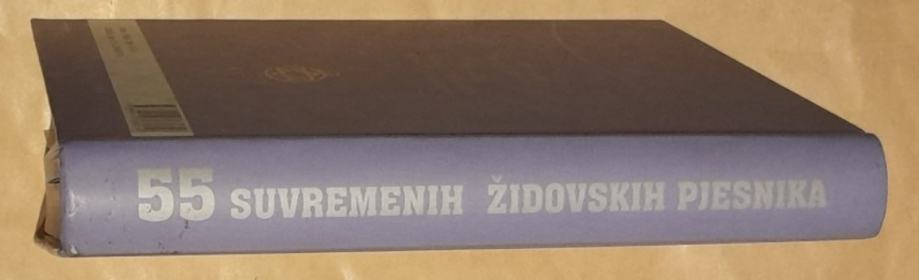 55 SUVREMENIH ŽIDOVSKIH PJESNIKA